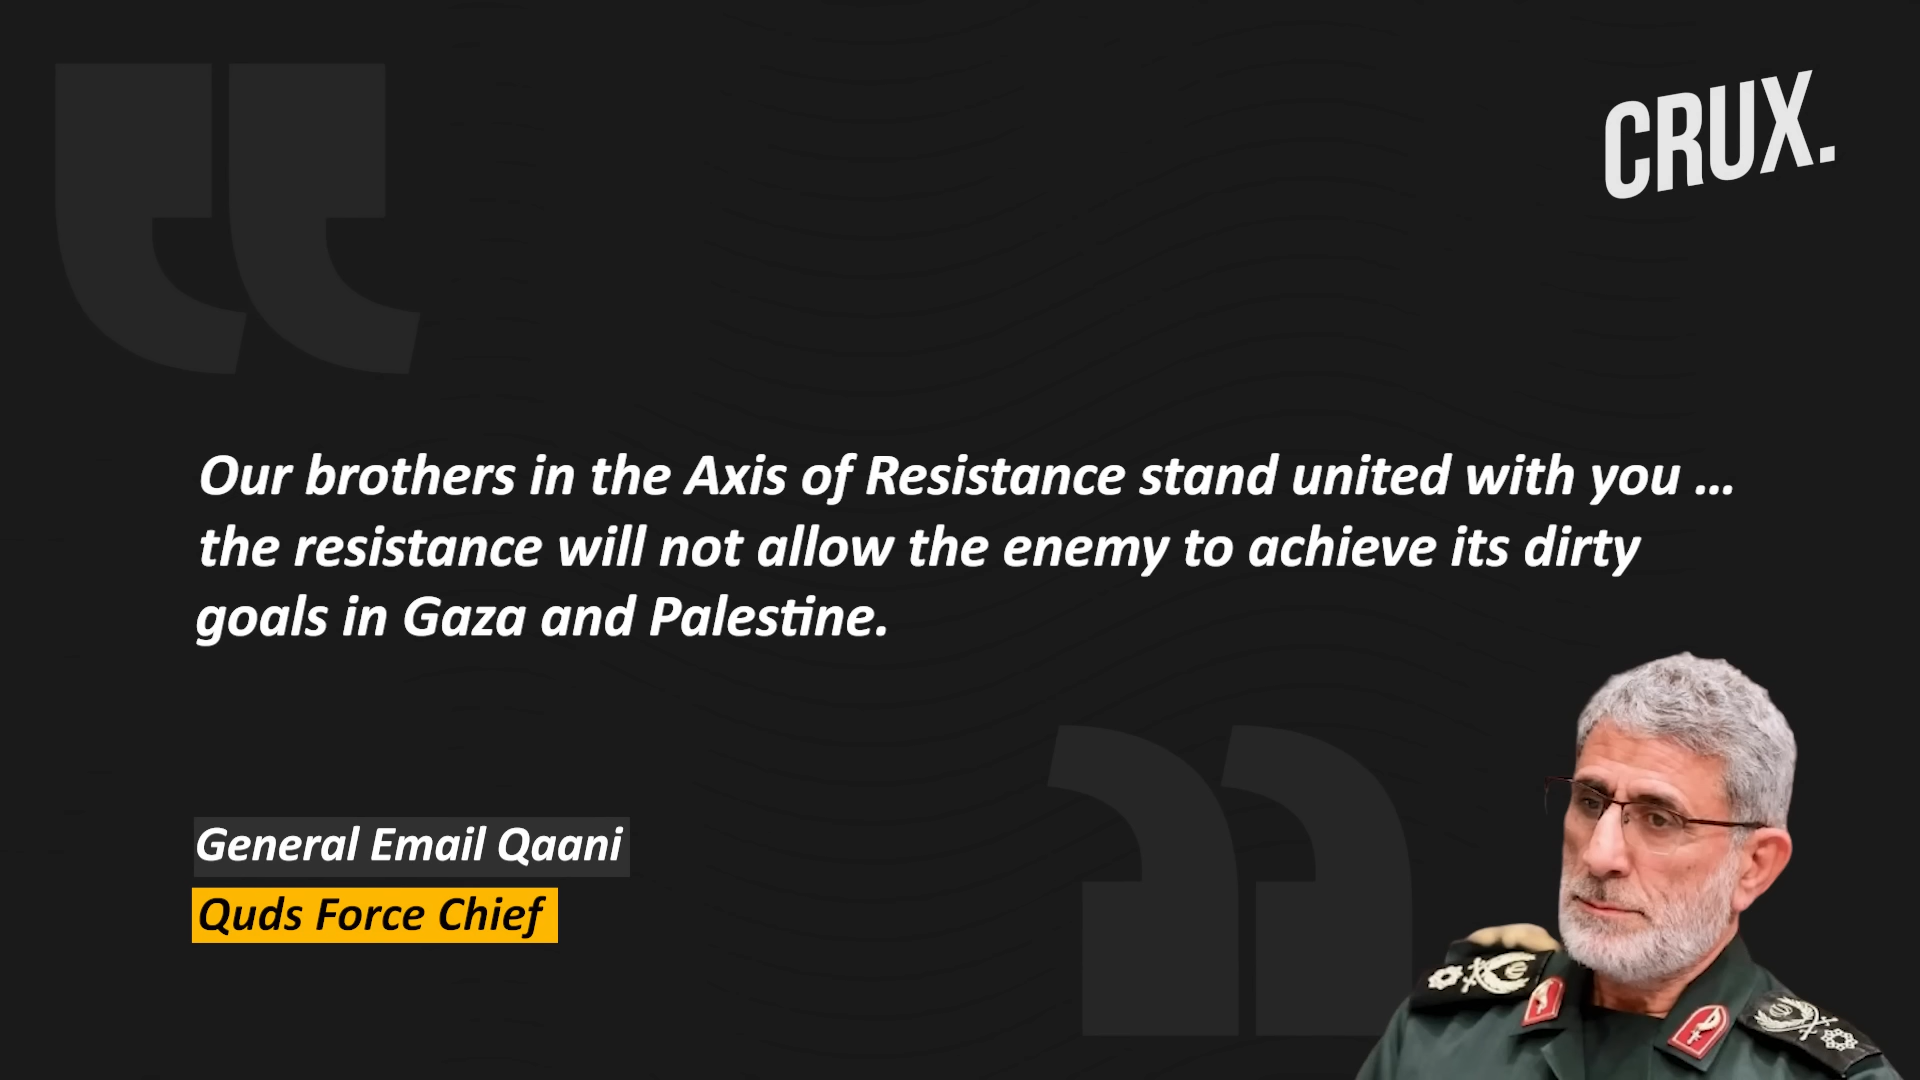 CRUX.
Our brothers in the Axis of Resistance stand united with you ...
the resistance will not allow the enemy to achieve its dirty
goals in Gaza and Palestine.
General Email Qaani
Quds Force Chief